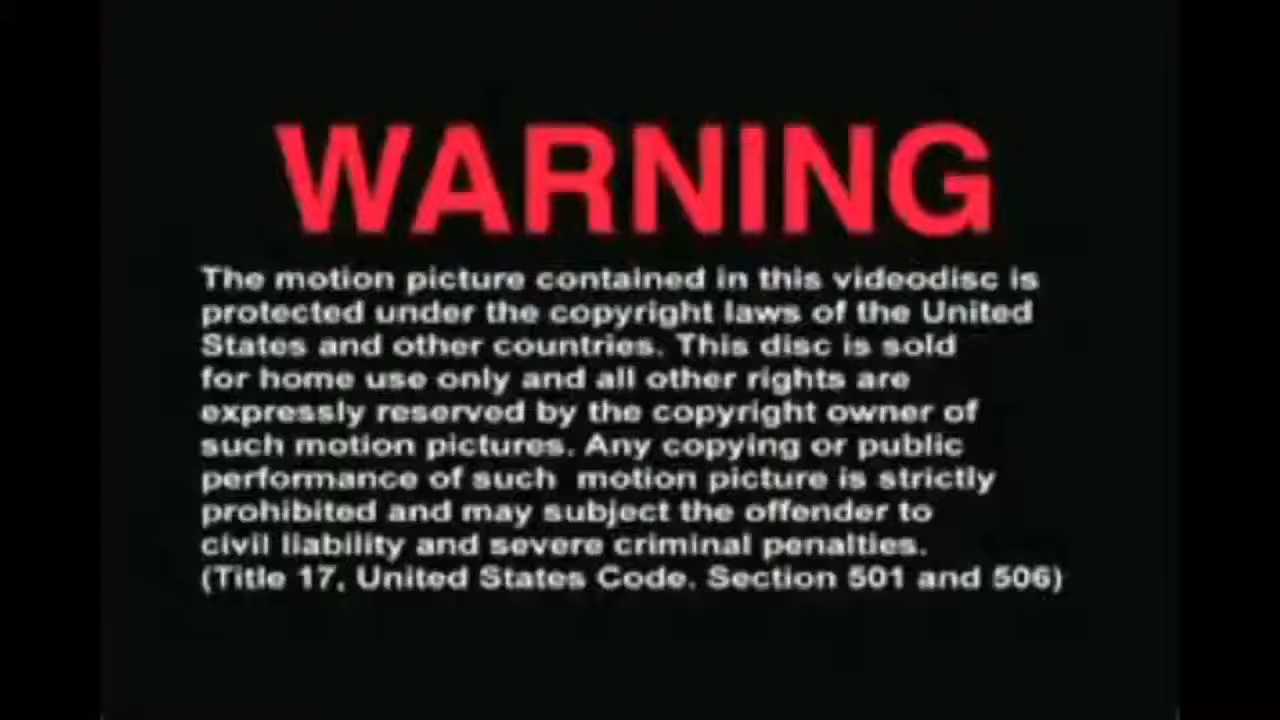 WARNING
The motion picture contained in this videodisc is
protected under the copyright laws of the United
States and other countries. This disc is sold
for home use only and all other rights are
expressly reserved by the copyright owner of
such motion pictures. Any copying or public
performance of such motion picture is strictly
prohibited and may subject the offender to
civil liability and severe criminal penalties.
(Title 17, United States Code. Section 501 and 506)